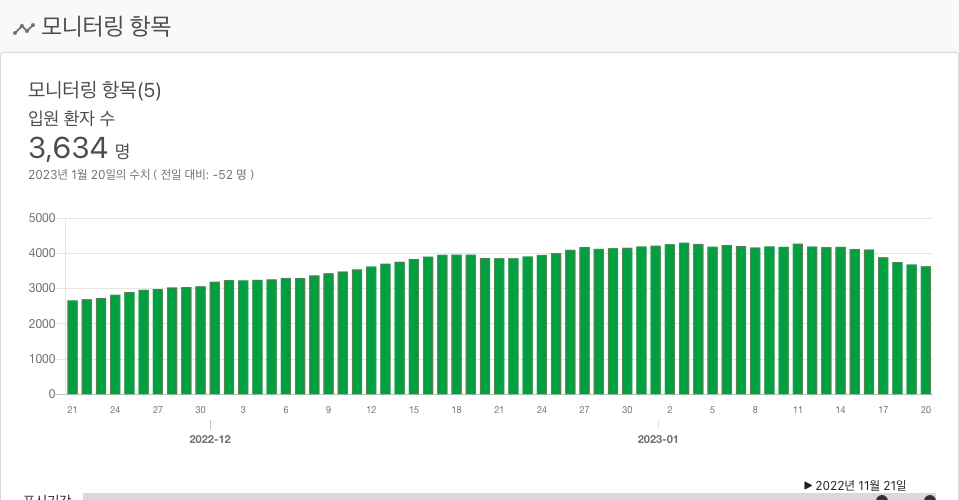 모니터링 항목
모니터링 항목(5)
입원 환자 수
3,634 명
2023년 1월 20일의 수치 ( 전일 대비: -52 명 )
5000
4000
3000
2000
1000
0
21 24 27 30 3 6 9 12 15 18 21 24 27 30 2 5 8 11 14 17 20
2022-12 2023-01
▶ 2022년 11월 21일
표시기간